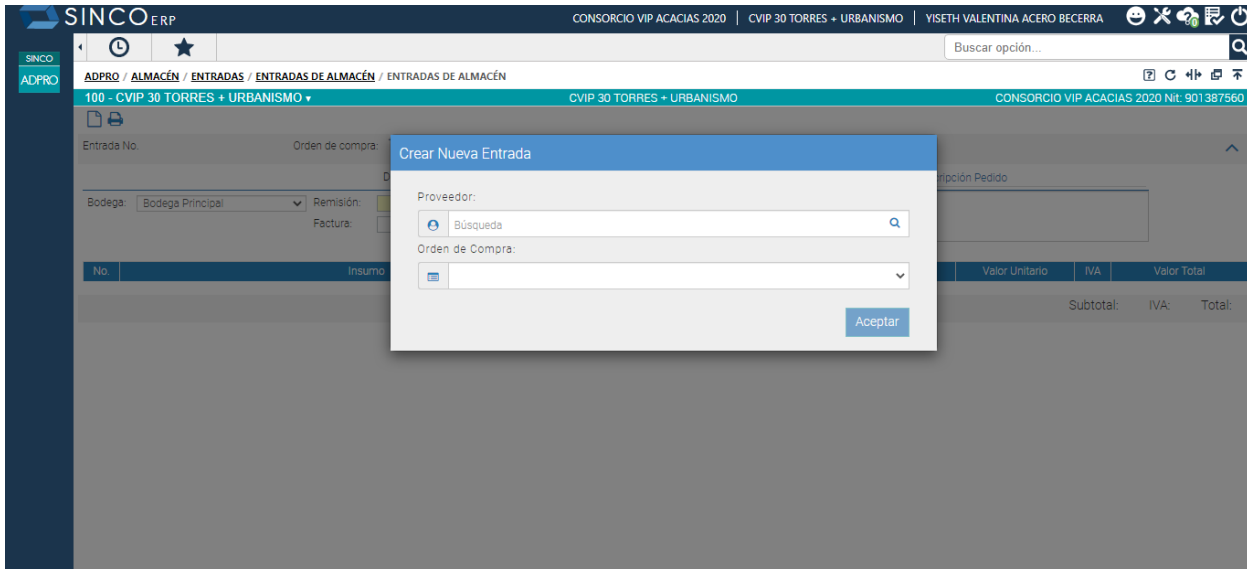 SINCO ERP
CONSORCIO VIP ACACIAS 2020 | CVIP 30 TORRES + URBANISMO | YISETH VALENTINA ACERO BECERRA
SINCO
Buscar opción...
ADPRO
ADPRO / ALMACÉN / ENTRADAS / ENTRADAS DE ALMACÉN / ENTRADAS DE ALMACÉN
100 - CVIP 30 TORRES + URBANISMO
CVIP 30 TORRES + URBANISMO
CONSORCIO VIP ACACIAS 2020 Nit: 901387560
Entrada No.
Orden de compra:
Crear Nueva Entrada
D
ripción Pedido
Proveedor:
Bodega:
Bodega Principal
Remisión:
Búsqueda
Factura:
Orden de Compra:
No.
Insumo
Valor Unitario
IVA
Valor Total
Subtotal:
IVA:
Total:
Aceptar